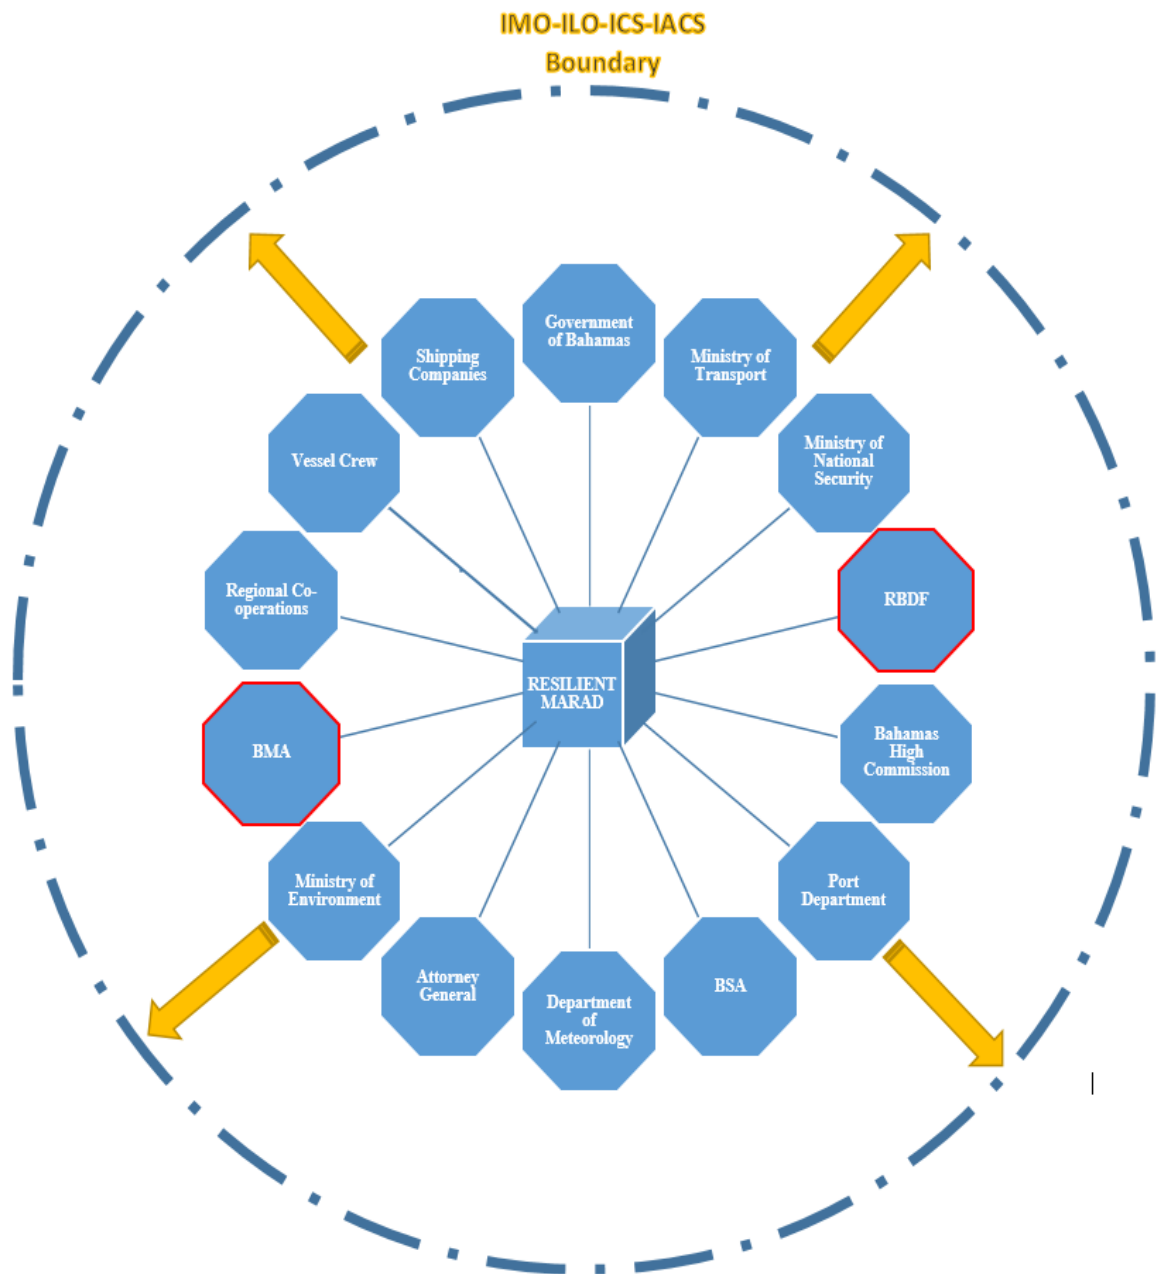 IMO-ILO-ICS-IACS
Boundary
Government
of Bahamas
Shipping
Companies
Ministry of
Transport
Vessel Crew
Ministry of
National
Security
Regional Co-
operations
RBDF
RESILIENT
MARAD
BMA
Bahamas
High
Commission
Ministry of
Environment
Port
Department
Attorney
General
Department
of
Meteorology
BSA